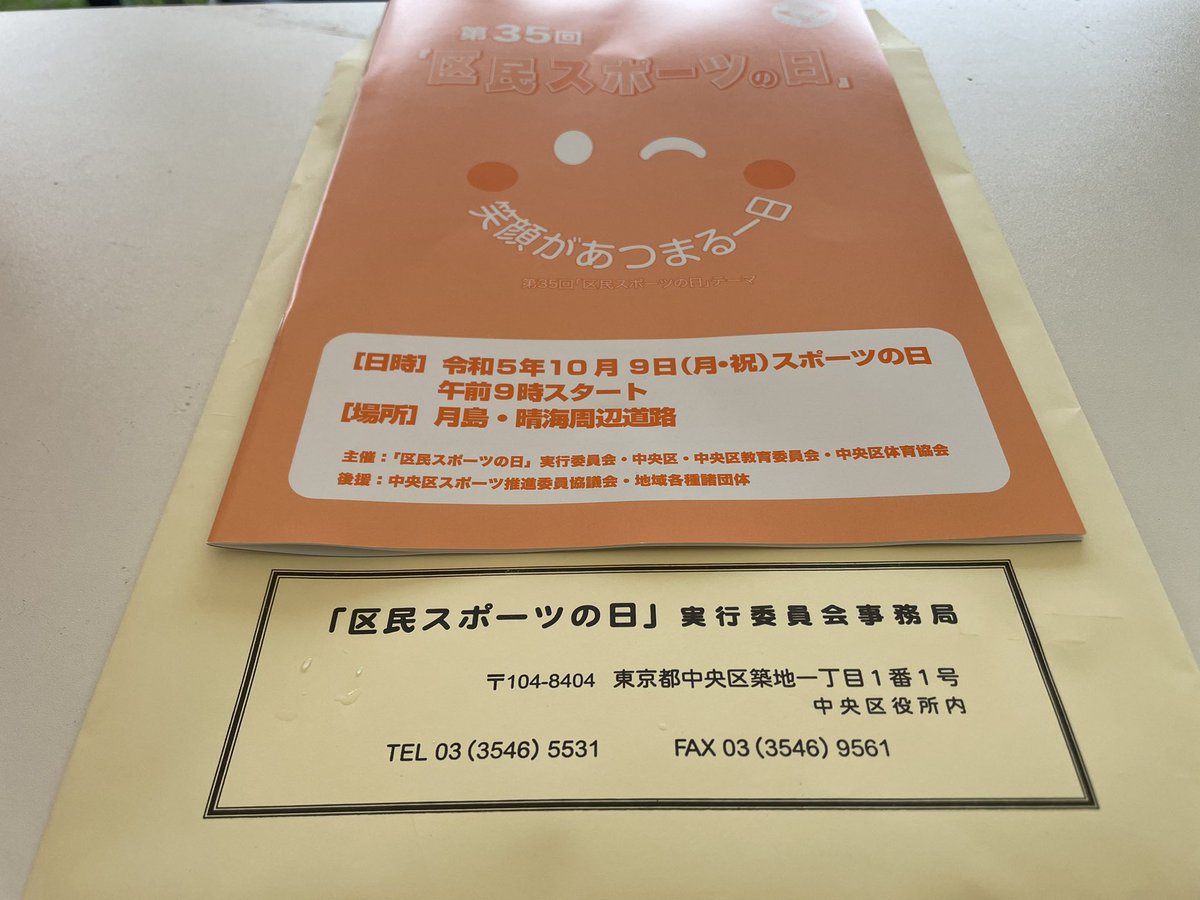 第35回
「区民スポーツの日」
笑顔があつまる一日
第35回「区民スポーツの日」テーマ
[日時] 令和5年10月9日(月・祝)スポーツの日
午前9時スタート
[場所] 月島・晴海周辺道路
主催:『区民スポーツの日』実行委員会・中央区・中央区教育委員会・中央区体育協会
後援:中央区スポーツ推進委員協議会・地域各種諸団体
「区民スポーツの日」実行委員会事務局
〒104-8404 東京都中央区築地一丁目1番1号
中央区役所内
TEL 03(3546)5531 FAX 03(3546)9561